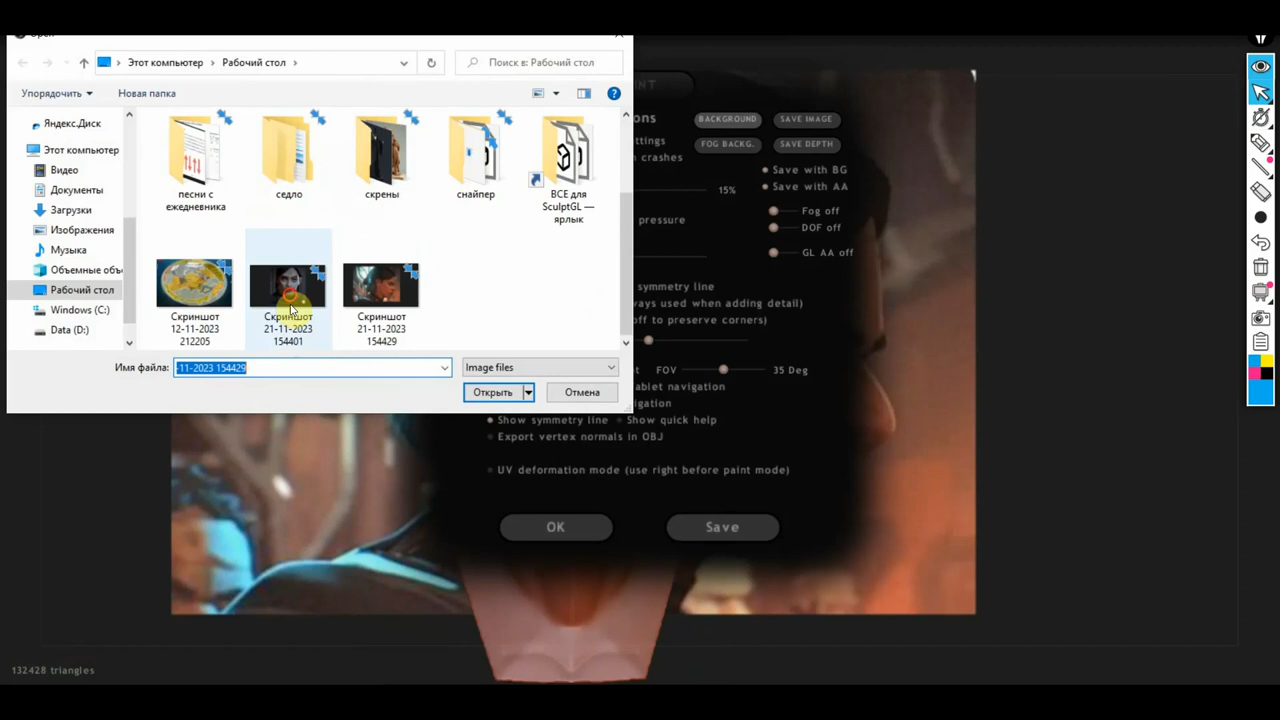 Этот компьютер
Рабочий стол
Поиск в: Рабочий стол
Упорядочить
Новая папка
Яндекс.Диск
Этот компьютер
Видео
Документы
Загрузки
Изображения
Музыка
Объемные объ
Рабочий стол
Windows (C:)
Data (D:)
песни с
ежедневника
седло
скрены
снайпер
ВСЕ для
SculptGL —
ярлык
Скриншот
12-11-2023
212205
Скриншот
21-11-2023
154401
Скриншот
21-11-2023
154429
Имя файла:
-11-2023 154429
Image files
Открыть
Отмена
NT
ons
BACKGROUND
SAVE IMAGE
ettings
FOG BACKG.
SAVE DEPTH
n crashes
Save with BG
15%
Save with AA
Fog off
pressure
DOF off
GL AA off
symmetry line
ways used when adding detail)
off to preserve corners)
t
FOV
35 Deg
ablet navigation
igation
Show symmetry line
Show quick help
Export vertex normals in OBJ
UV deformation mode (use right before paint mode)
OK
Save
132428 triangles